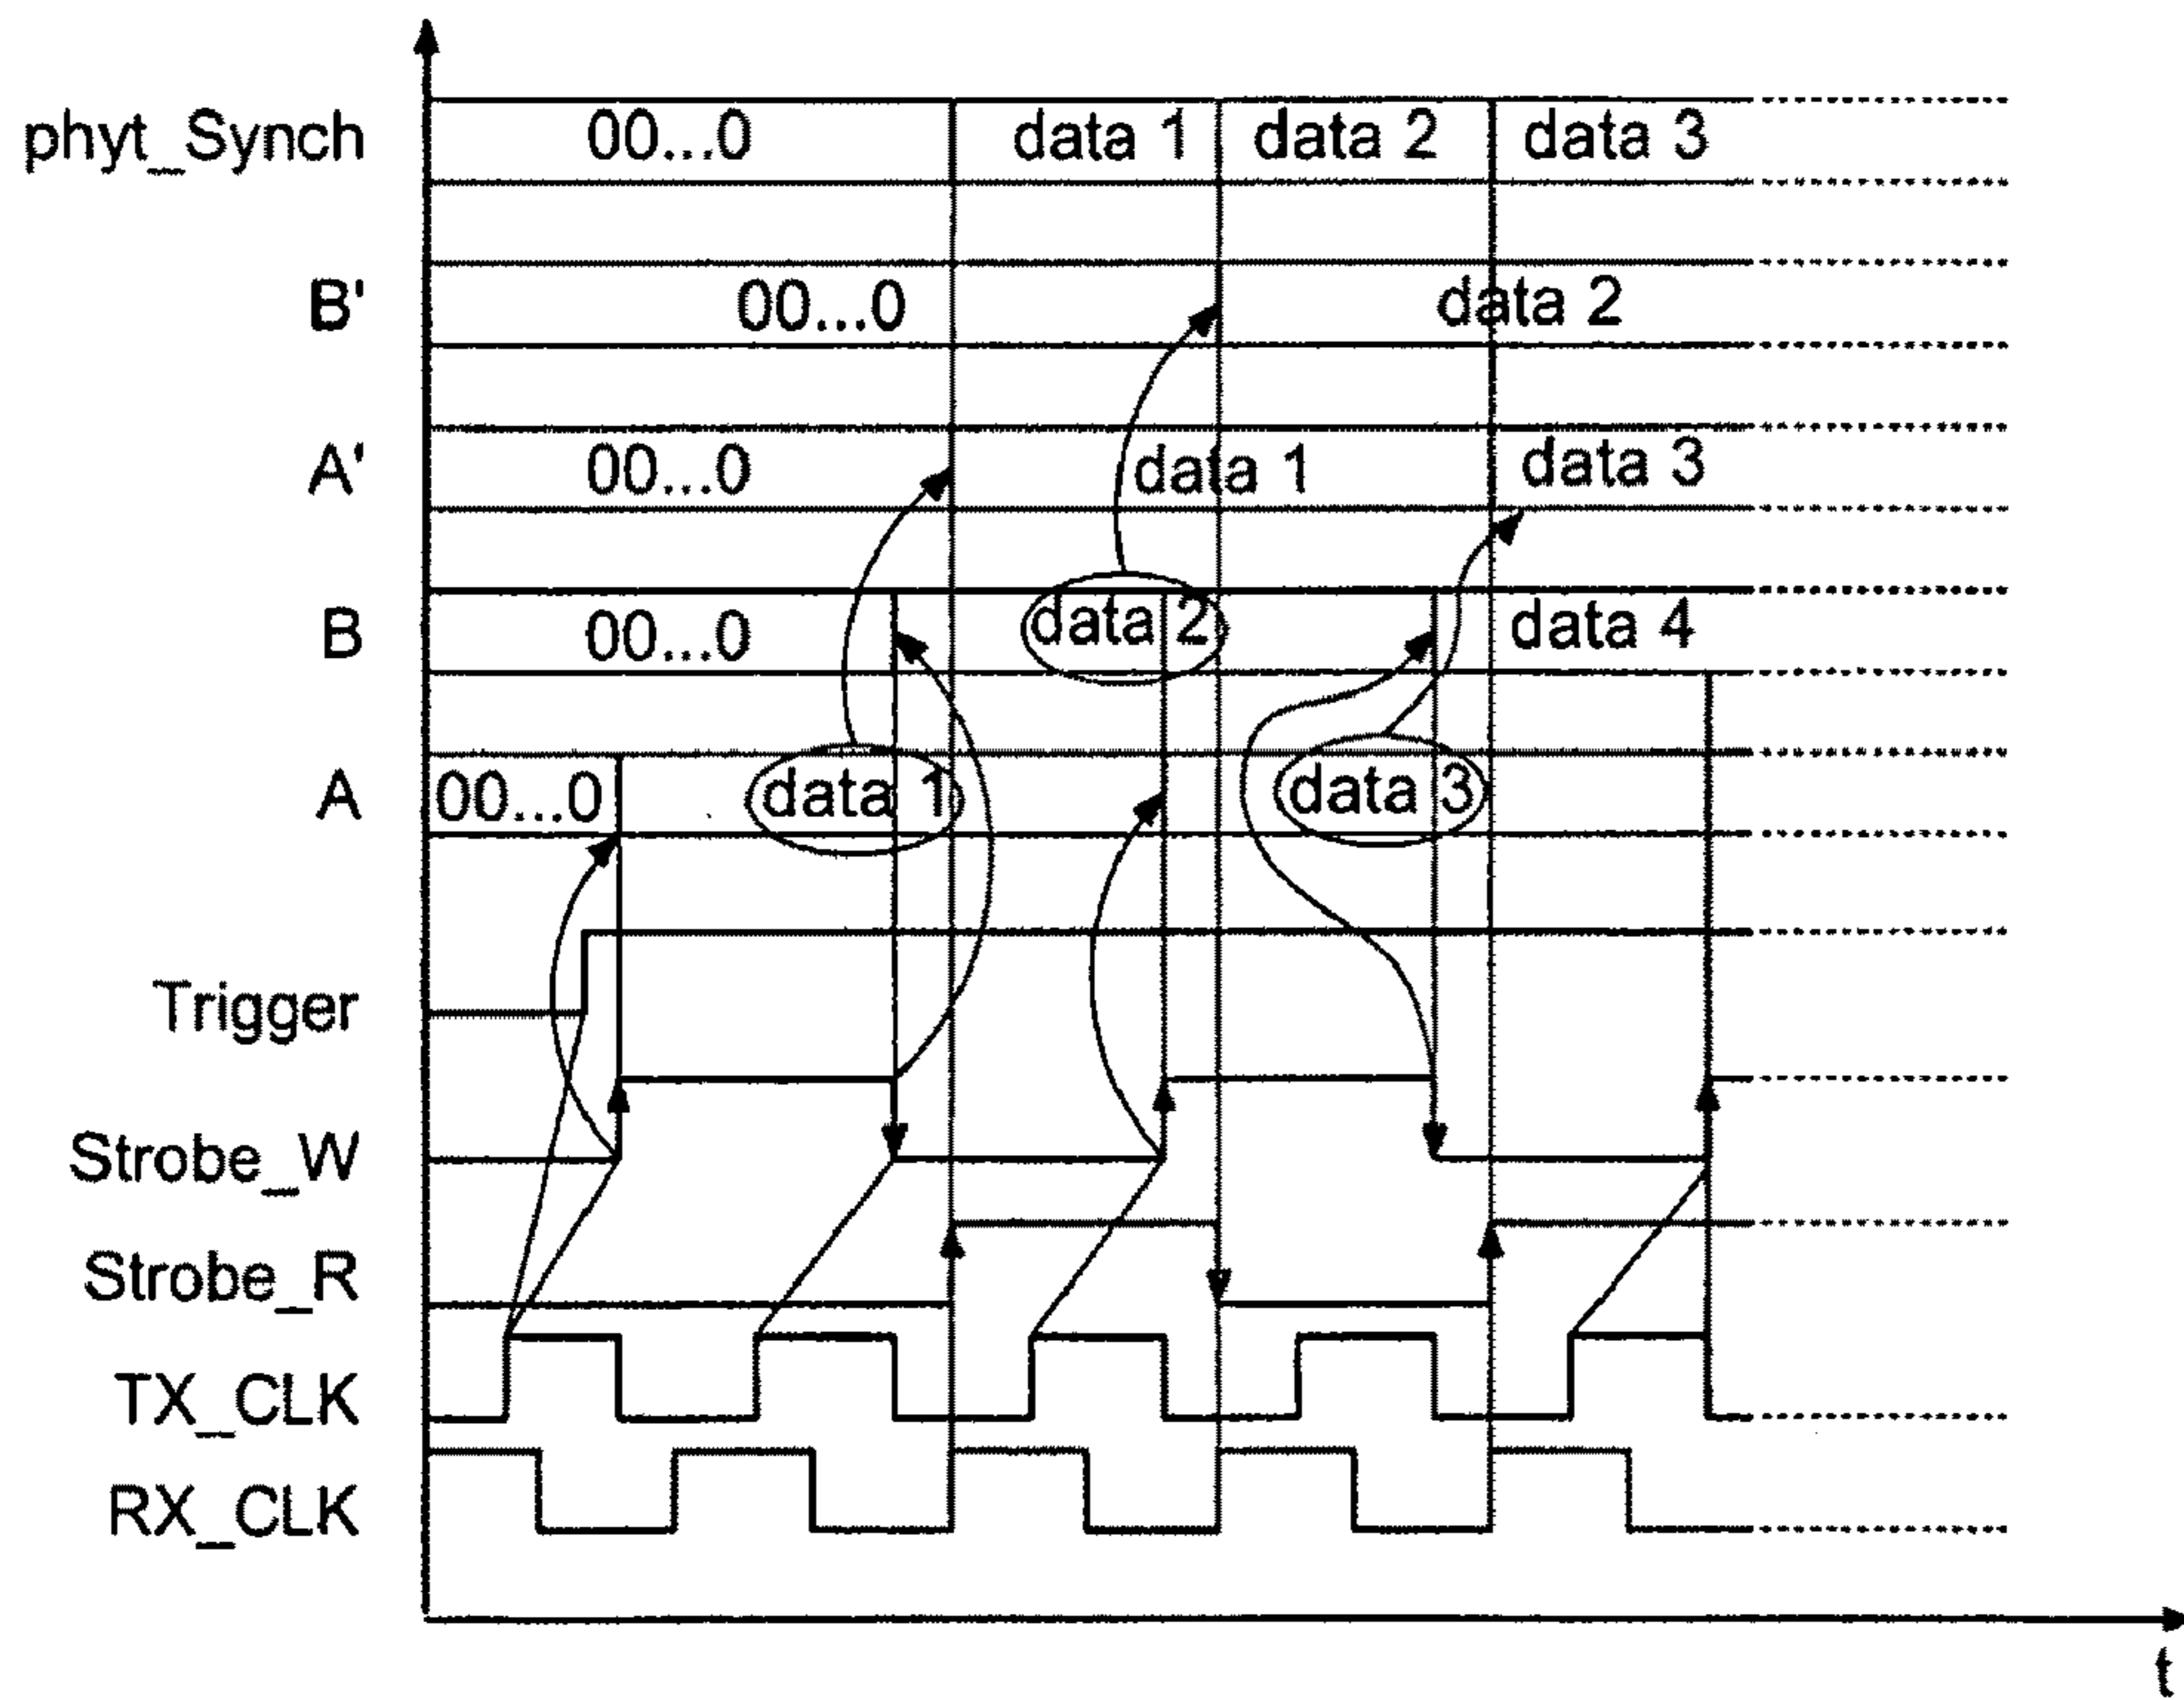 phyt_Synch 00...0 data 1 data 2 data 3
B' 00...0 data 2
A' 00...0 data 1 data 3
B 00...0 data 2 data 4
A 00...0 data 1 data 3
Trigger
Strobe_W
Strobe_R
TX_CLK
RX_CLK
t